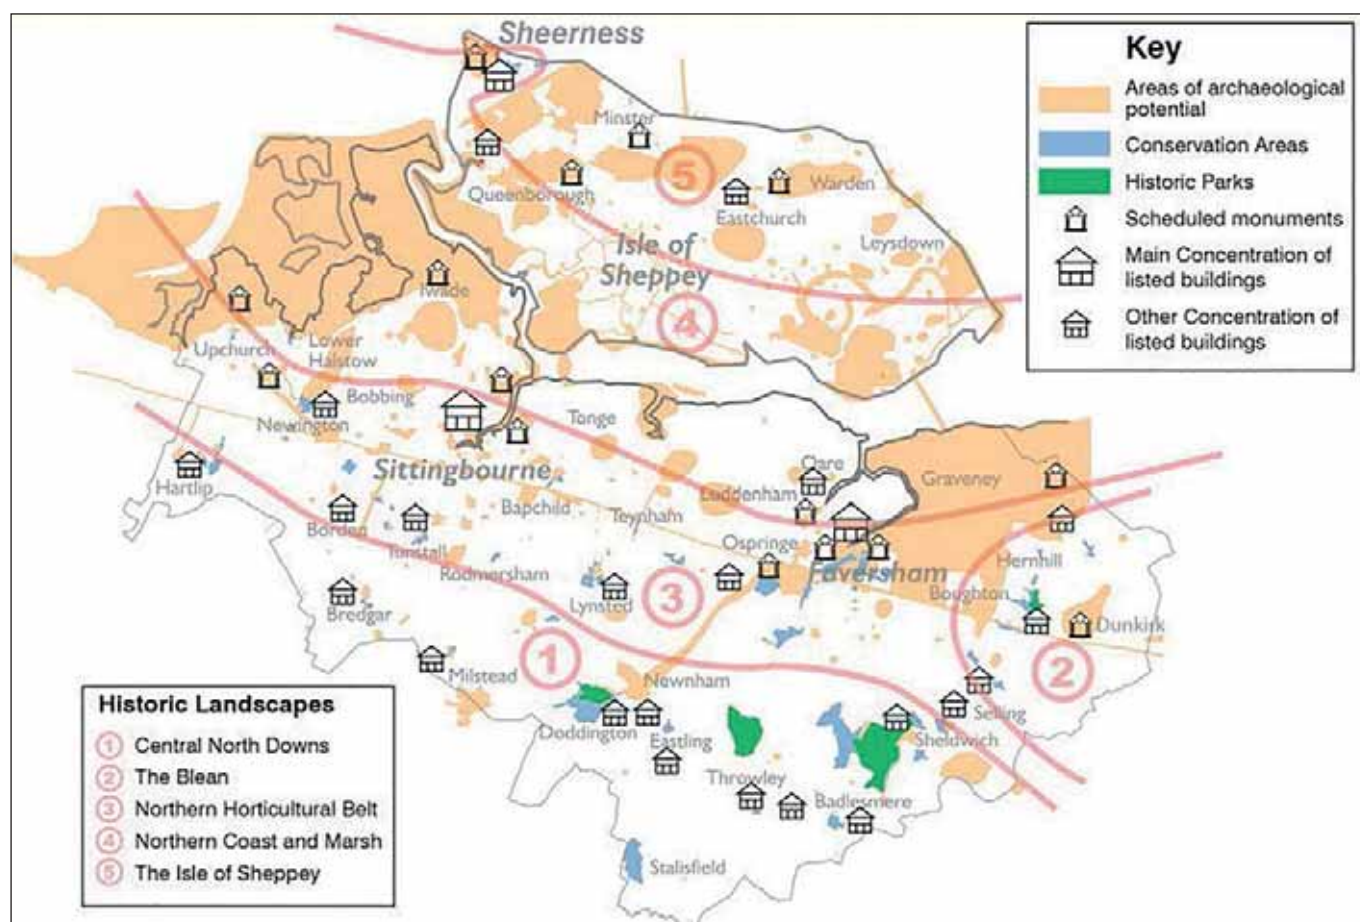 Sheerness
Key
Areas of archaeological
potential
Conservation Areas
Historic Parks
Scheduled monuments
Main Concentration of
listed buildings
Other Concentration of
listed buildings
Minster
5
Queenborough
Warden
Eastchurch
Leysdown
Isle of
Sheppey
4
Iwade
Upchurch
Lower
Halstow
Bobbing
Newington
Tonge
Sittingbourne
Hartlip
Oare
Graveney
Luddenham
Bapchild
Teynham
Borden
Tunstall
Ospringe
Faversham
Hernhill
Rodmersham
Lynsted
3
Boughton
Bredgar
Dunkirk
1
2
Milstead
Newnham
Doddington
Eastling
Selling
Sheldwich
Throwley
Badlesmere
Stalisfield
Historic Landscapes
1 Central North Downs
2 The Blean
3 Northern Horticultural Belt
4 Northern Coast and Marsh
5 The Isle of Sheppey